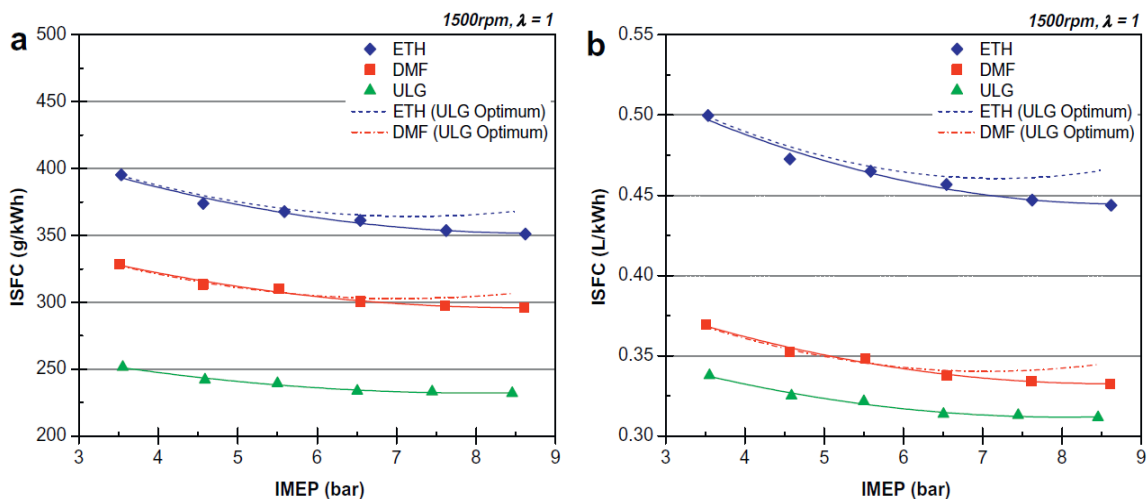 1500rpm, λ = 1
a
ETH
DMF
ULG
ETH (ULG Optimum)
DMF (ULG Optimum)
ISFC (g/kWh)
500
450
400
350
300
250
200
3 4 5 6 7 8 9
IMEP (bar)
1500rpm, λ = 1
b
ETH
DMF
ULG
ETH (ULG Optimum)
DMF (ULG Optimum)
ISFC (L/kWh)
0.55
0.50
0.45
0.40
0.35
0.30
3 4 5 6 7 8 9
IMEP (bar)